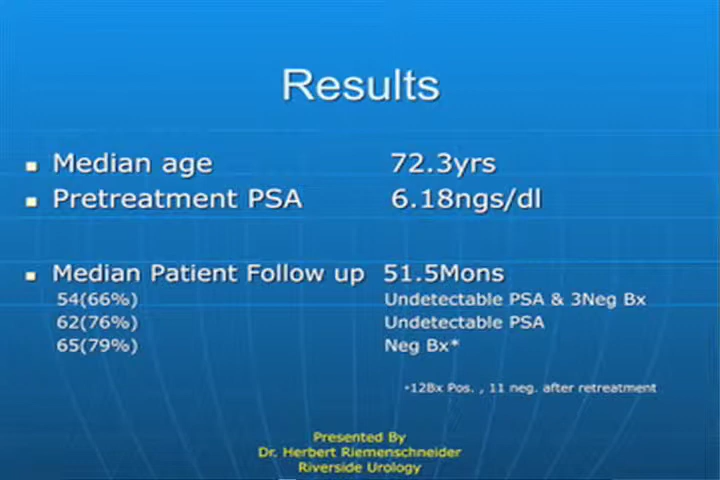 Results
Median age 72.3yrs
Pretreatment PSA 6.18ngs/dl
Median Patient Follow up 51.5Mons
54(66%) Undetectable PSA & 3Neg Bx
62(76%) Undetectable PSA
65(79%) Neg Bx*
*12Bx Pos. , 11 neg. after retreatment
Presented By
Dr. Herbert Riemenschneider
Riverside Urology